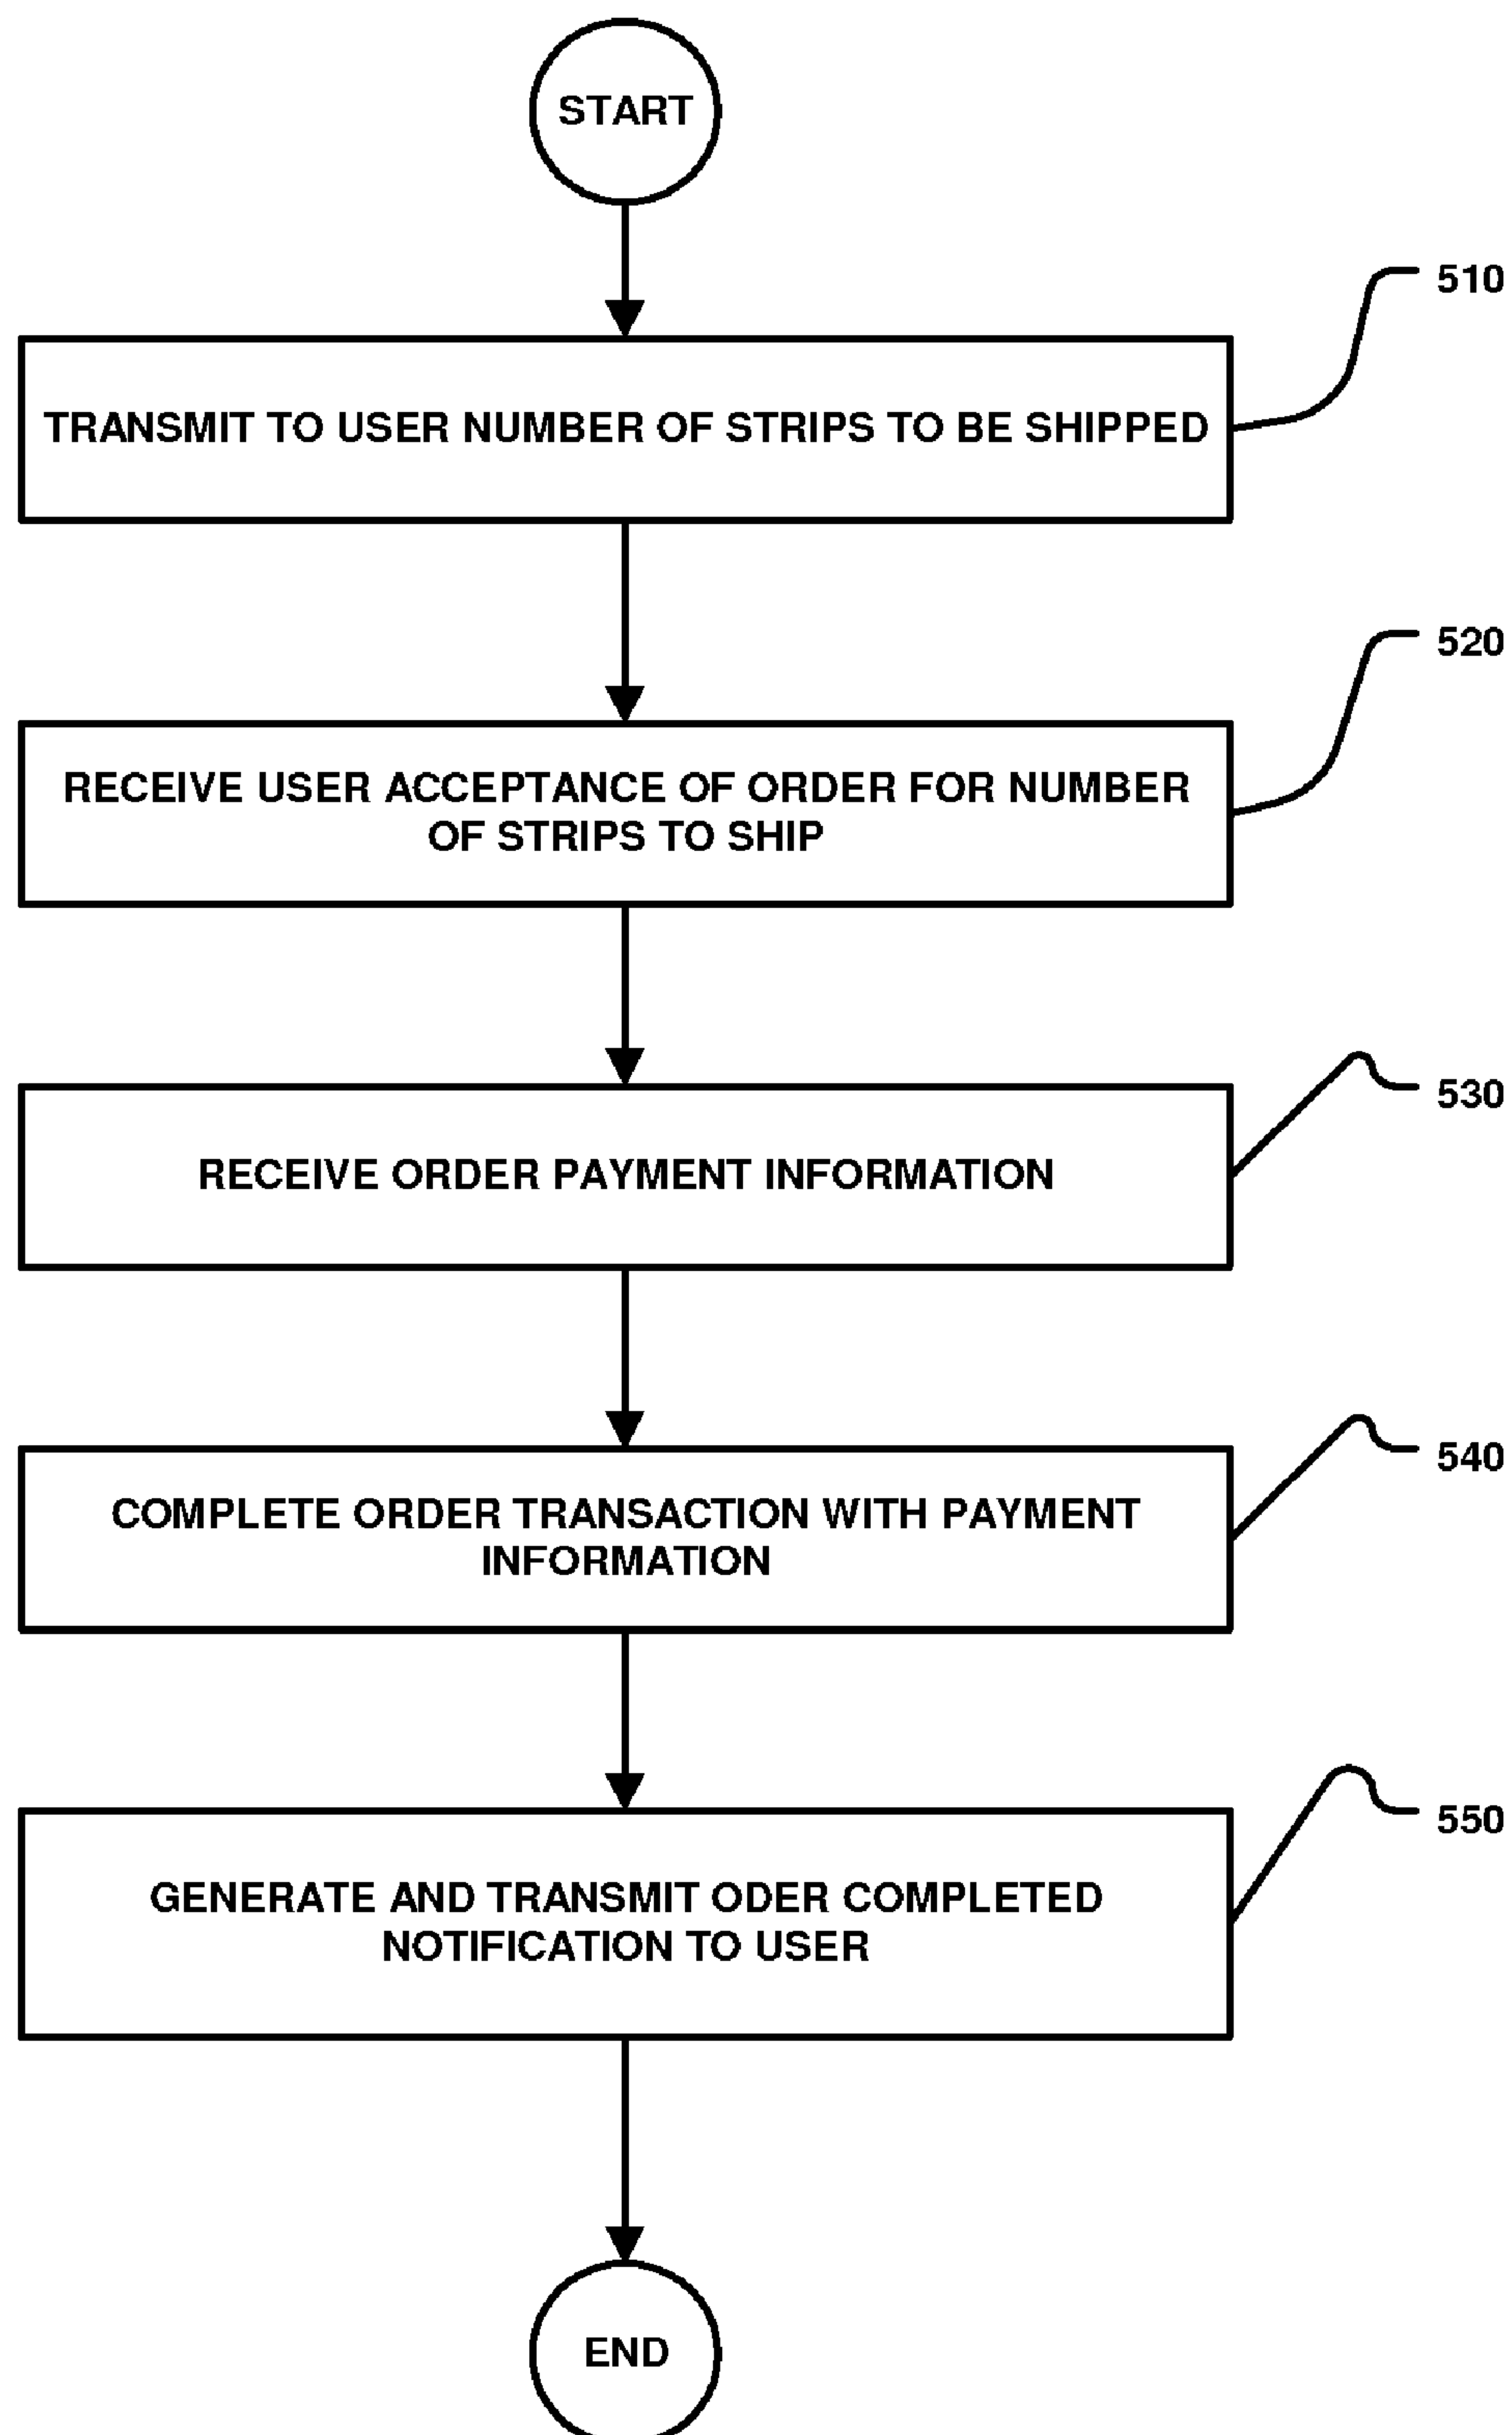 START
510
TRANSMIT TO USER NUMBER OF STRIPS TO BE SHIPPED
520
RECEIVE USER ACCEPTANCE OF ORDER FOR NUMBER
OF STRIPS TO SHIP
530
RECEIVE ORDER PAYMENT INFORMATION
540
COMPLETE ORDER TRANSACTION WITH PAYMENT
INFORMATION
550
GENERATE AND TRANSMIT ODER COMPLETED
NOTIFICATION TO USER
END